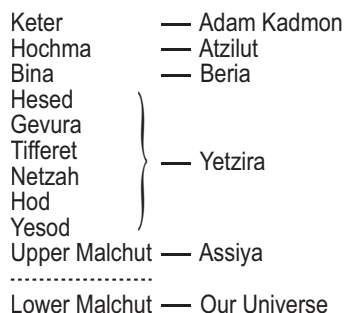 Keter — Adam Kadmon
Hochma — Atzilut
Bina — Beria
Hesed
Gevura
Tifferet
Netzah — Yetzira
Hod
Yesod
Upper Malchut — Assiya
Lower Malchut — Our Universe